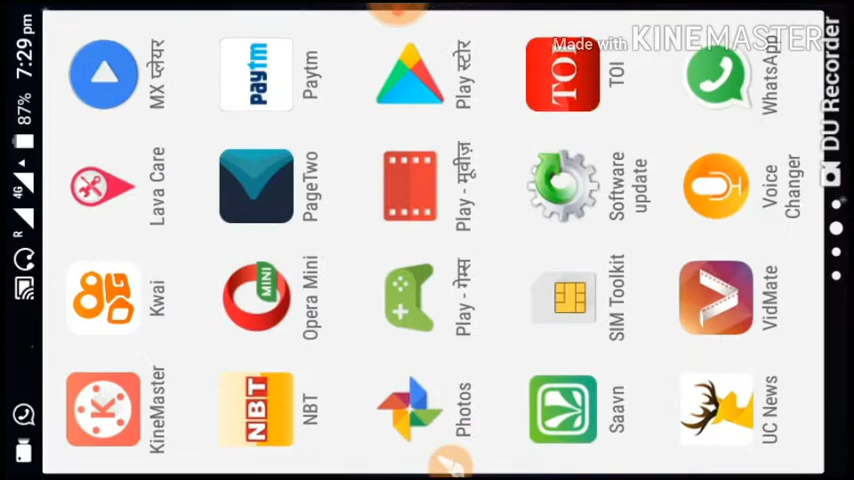 R 4G 87% 7:29 pm
KineMaster
Kwai
Lava Care
MX प्लेयर
NBT
MINI
Paytm
NBT
Opera Mini
PageTwo
Paytm
Photos
Play - गेम्स
Play - मूवीज़
Play स्टोर
TOI
Saavn
SIM Toolkit
Software
update
TOI
UC News
VidMate
Voice
Changer
WhatsApp
DU Recorder
Made with KINEMASTER